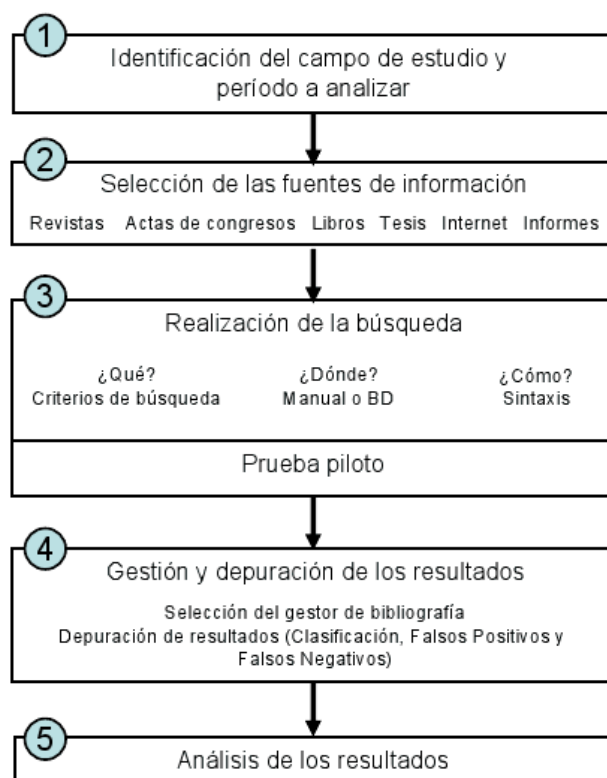 1
Identificación del campo de estudio y
período a analizar
2
Selección de las fuentes de información
Revistas Actas de congresos Libros Tesis Internet Informes
3
Realización de la búsqueda
¿Qué? ¿Dónde? ¿Cómo?
Criterios de búsqueda Manual o BD Sintaxis
Prueba piloto
4
Gestión y depuración de los resultados
Selección del gestor de bibliografía
Depuración de resultados (Clasificación, Falsos Positivos y
Falsos Negativos)
5
Análisis de los resultados